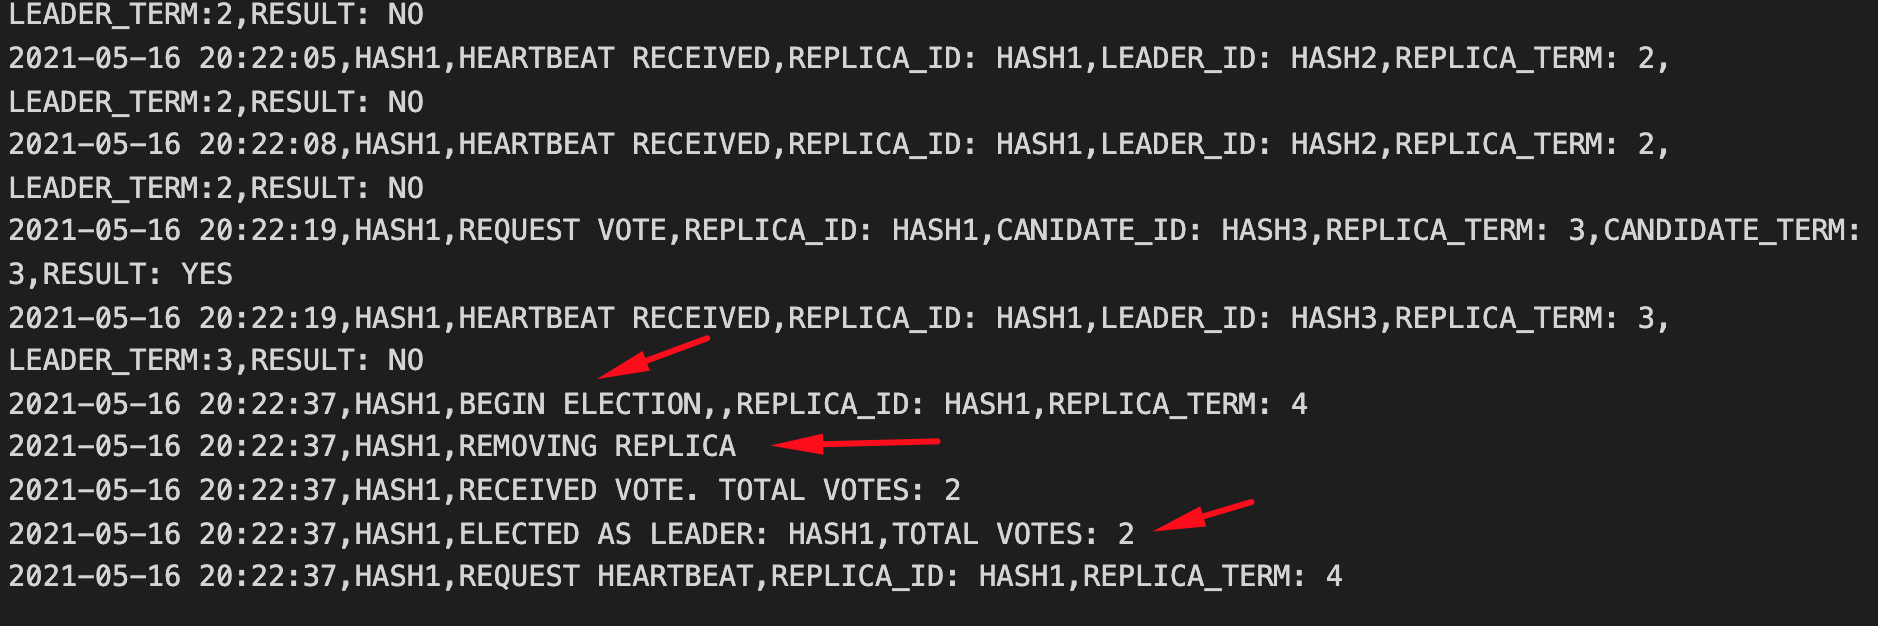 LEADER_TERM:2,RESULT: NO
2021-05-16 20:22:05,HASH1,HEARTBEAT RECEIVED,REPLICA_ID: HASH1,LEADER_ID: HASH2,REPLICA_TERM: 2,
LEADER_TERM:2,RESULT: NO
2021-05-16 20:22:08,HASH1,HEARTBEAT RECEIVED,REPLICA_ID: HASH1,LEADER_ID: HASH2,REPLICA_TERM: 2,
LEADER_TERM:2,RESULT: NO
2021-05-16 20:22:19,HASH1,REQUEST VOTE,REPLICA_ID: HASH1,CANIDATE_ID: HASH3,REPLICA_TERM: 3,CANDIDATE_TERM:
3,RESULT: YES
2021-05-16 20:22:19,HASH1,HEARTBEAT RECEIVED,REPLICA_ID: HASH1,LEADER_ID: HASH3,REPLICA_TERM: 3,
LEADER_TERM:3,RESULT: NO
2021-05-16 20:22:37,HASH1,BEGIN ELECTION,,REPLICA_ID: HASH1,REPLICA_TERM: 4
2021-05-16 20:22:37,HASH1,REMOVING REPLICA
2021-05-16 20:22:37,HASH1,RECEIVED VOTE. TOTAL VOTES: 2
2021-05-16 20:22:37,HASH1,ELECTED AS LEADER: HASH1,TOTAL VOTES: 2
2021-05-16 20:22:37,HASH1,REQUEST HEARTBEAT,REPLICA_ID: HASH1,REPLICA_TERM: 4